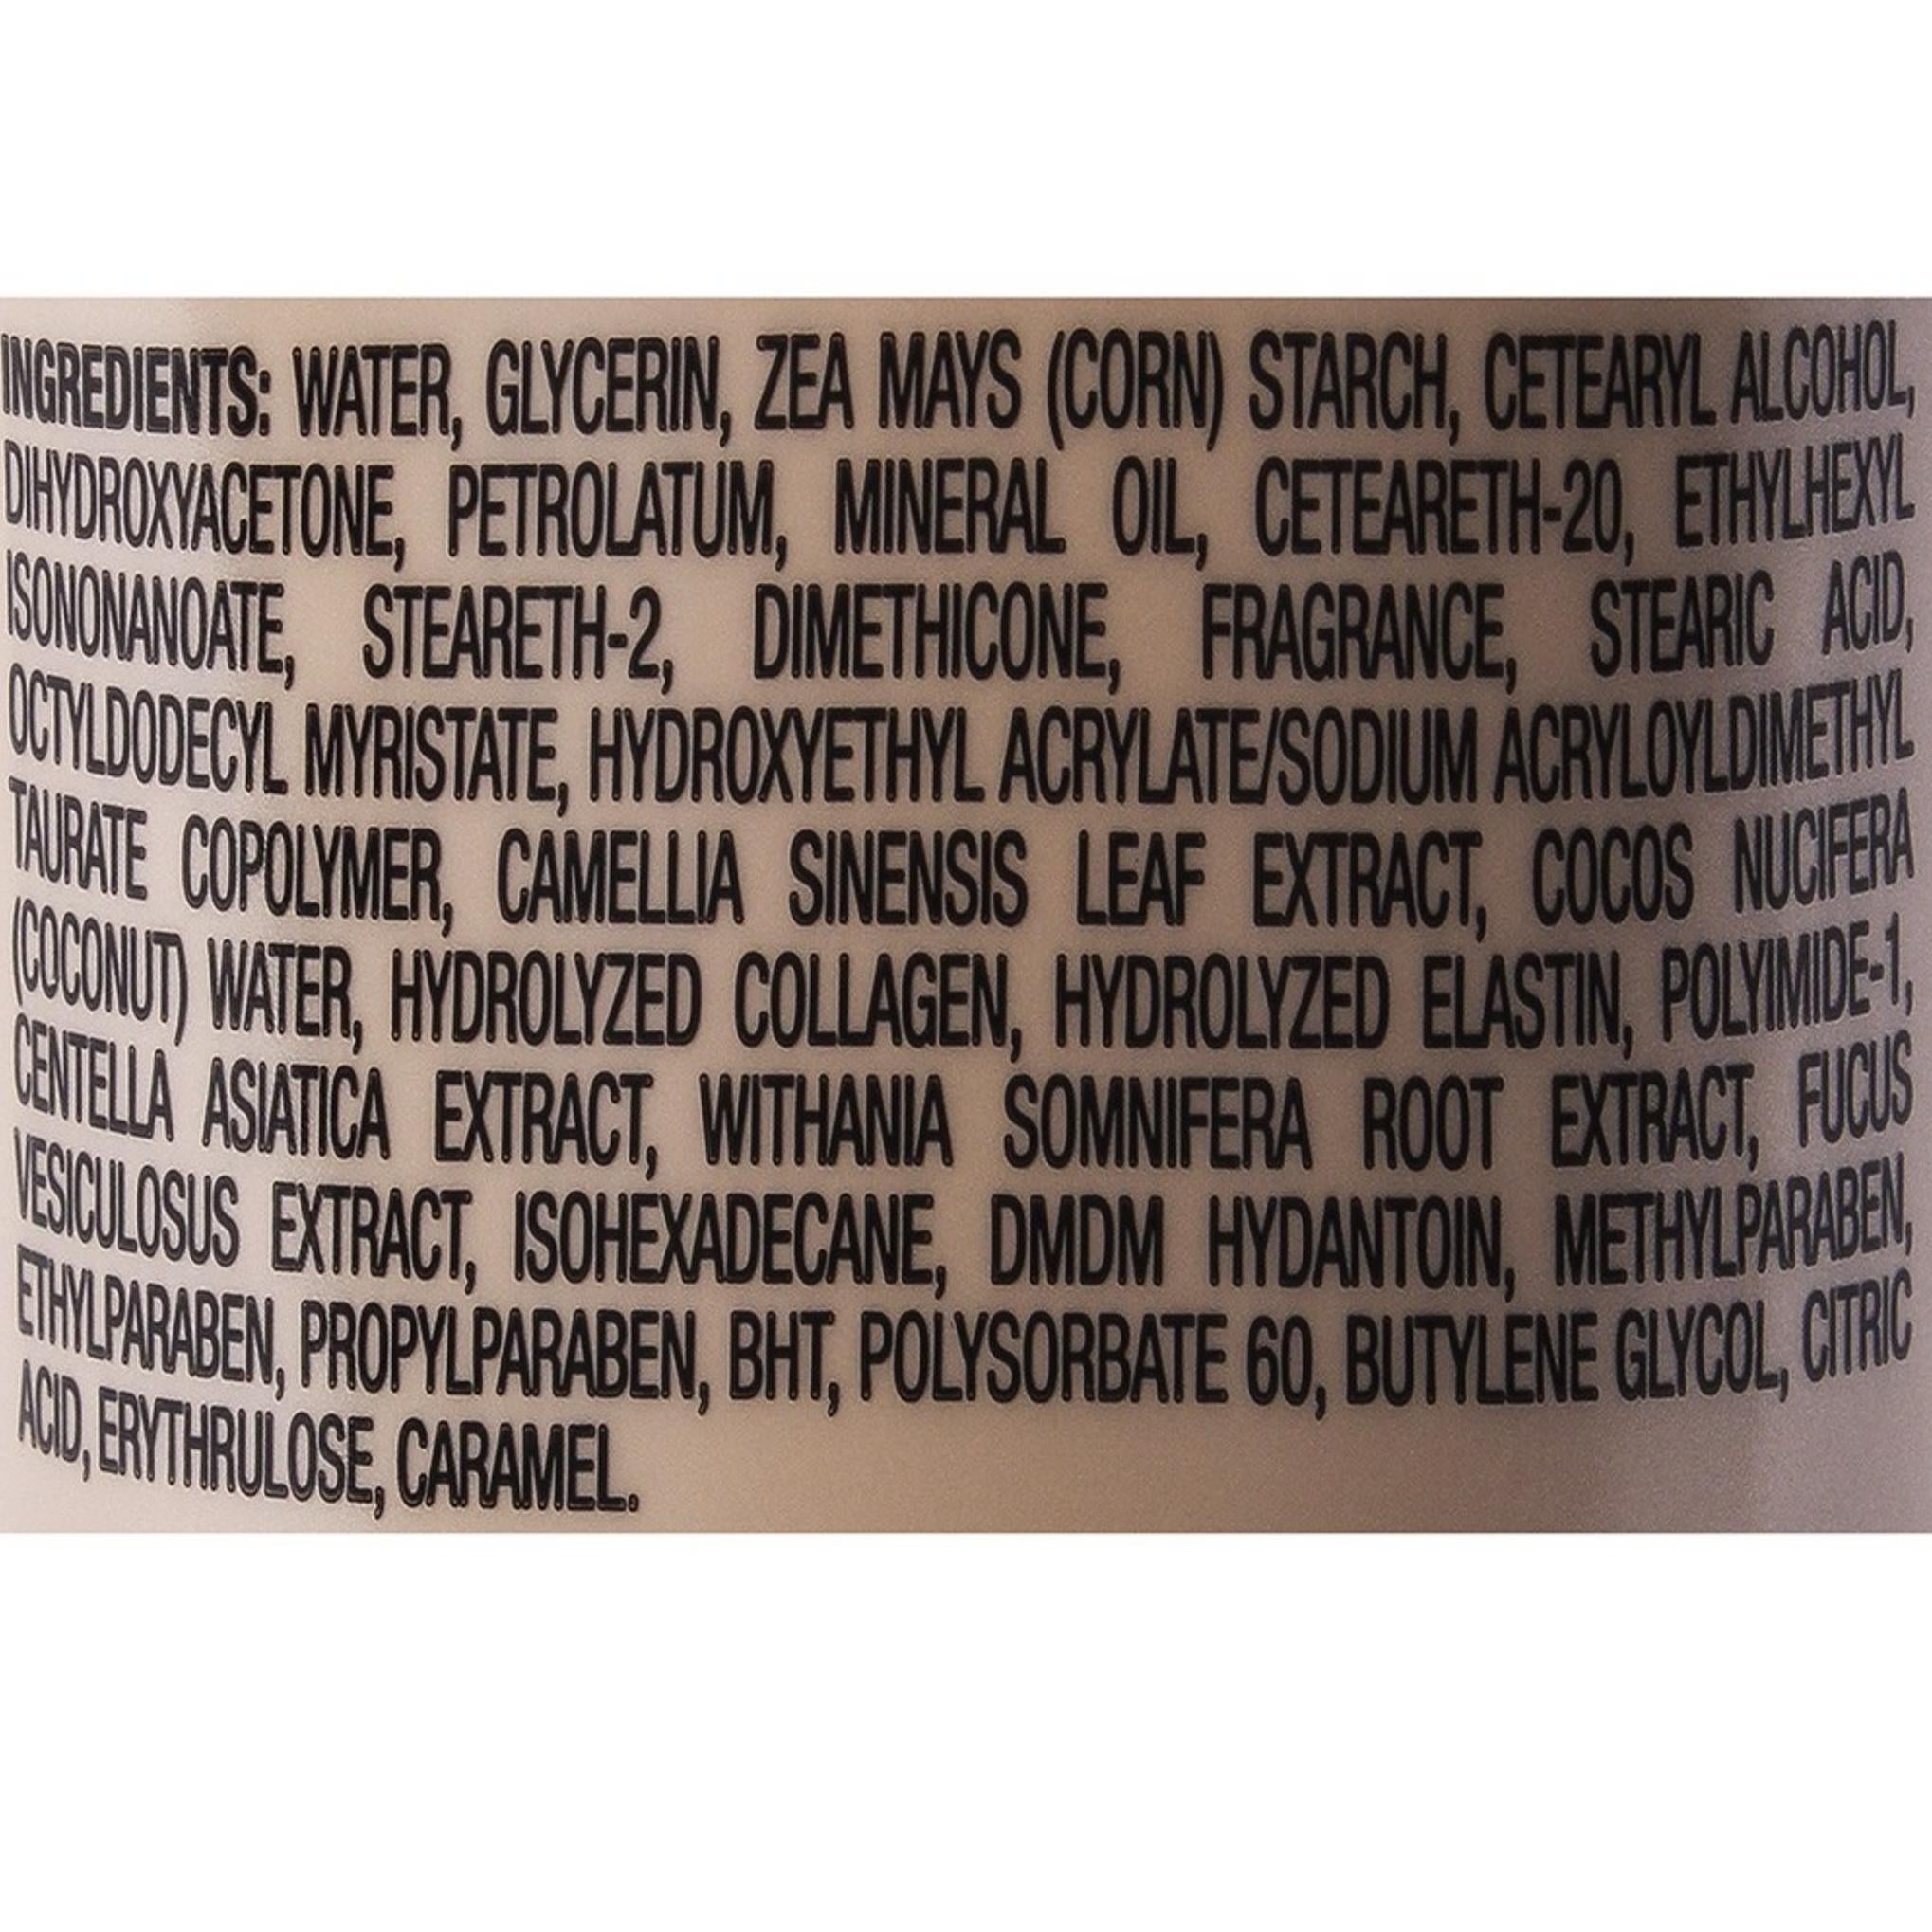 INGREDIENTS: WATER, GLYCERIN, ZEA MAYS (CORN) STARCH, CETEARYL ALCOHOL,
DIHYDROXYACETONE, PETROLATUM, MINERAL OIL, CETEARETH-20, ETHYLHEXYL
ISONONANOATE, STEARETH-2, DIMETHICONE, FRAGRANCE, STEARIC ACID,
OCTYLDODECYL MYRISTATE, HYDROXYETHYL ACRYLATE/SODIUM ACRYLOYLDIMETHYL
TAURATE COPOLYMER, CAMELLIA SINENSIS LEAF EXTRACT, COCOS NUCIFERA
(COCONUT) WATER, HYDROLYZED COLLAGEN, HYDROLYZED ELASTIN, POLYIMIDE-1,
CENTELLA ASIATICA EXTRACT, WITHANIA SOMNIFERA ROOT EXTRACT, FUCUS
VESICULOSUS EXTRACT, ISOHEXADECANE, DMDM HYDANTOIN, METHYLPARABEN,
ETHYLPARABEN, PROPYLPARABEN, BHT, POLYSORBATE 60, BUTYLENE GLYCOL, CITRIC
ACID, ERYTHRULOSE, CARAMEL.